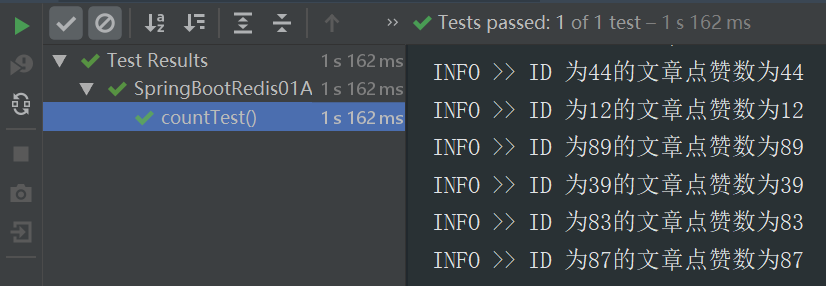 Tests passed: 1 of 1 test – 1 s 162 ms
Test Results 1 s 162 ms
SpringBootRedis01A 1 s 162 ms
countTest() 1 s 162 ms
INFO >> ID 为44的文章点赞数为44
INFO >> ID 为12的文章点赞数为12
INFO >> ID 为89的文章点赞数为89
INFO >> ID 为39的文章点赞数为39
INFO >> ID 为83的文章点赞数为83
INFO >> ID 为87的文章点赞数为87